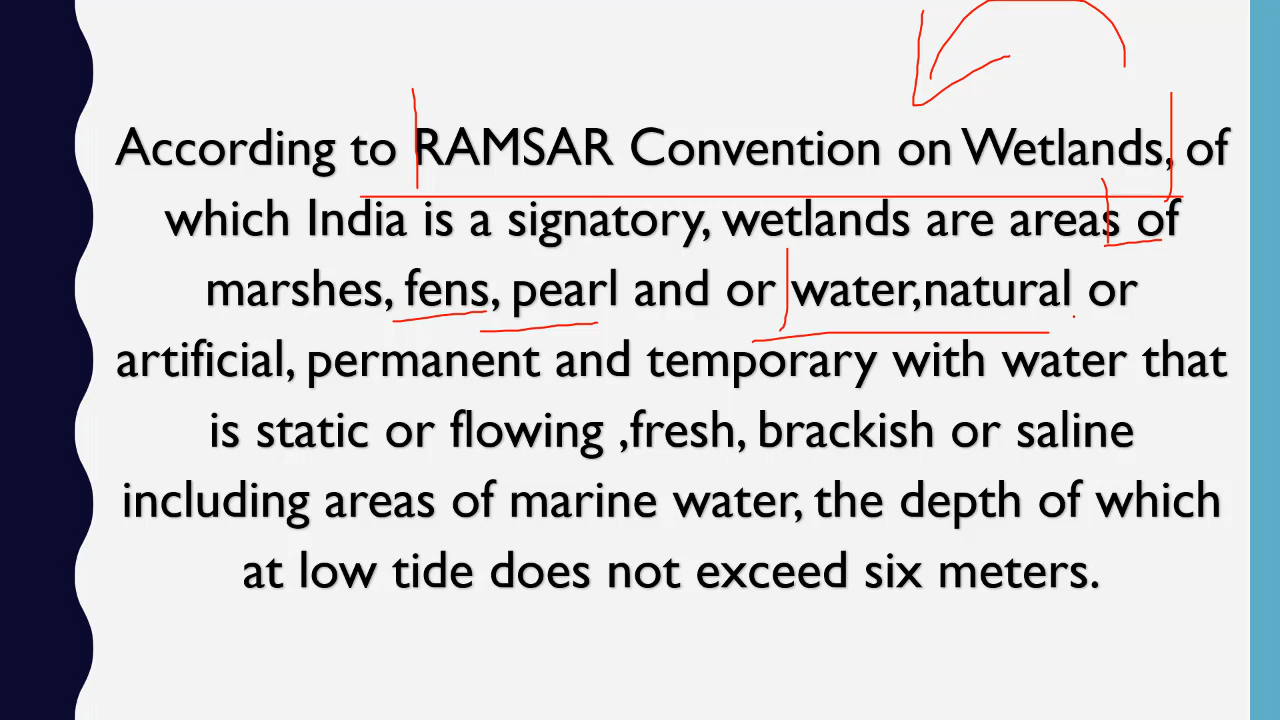 According to RAMSAR Convention on Wetlands, of
which India is a signatory, wetlands are areas of
marshes, fens, pearl and or water,natural or
artificial, permanent and temporary with water that
is static or flowing ,fresh, brackish or saline
including areas of marine water, the depth of which
at low tide does not exceed six meters.